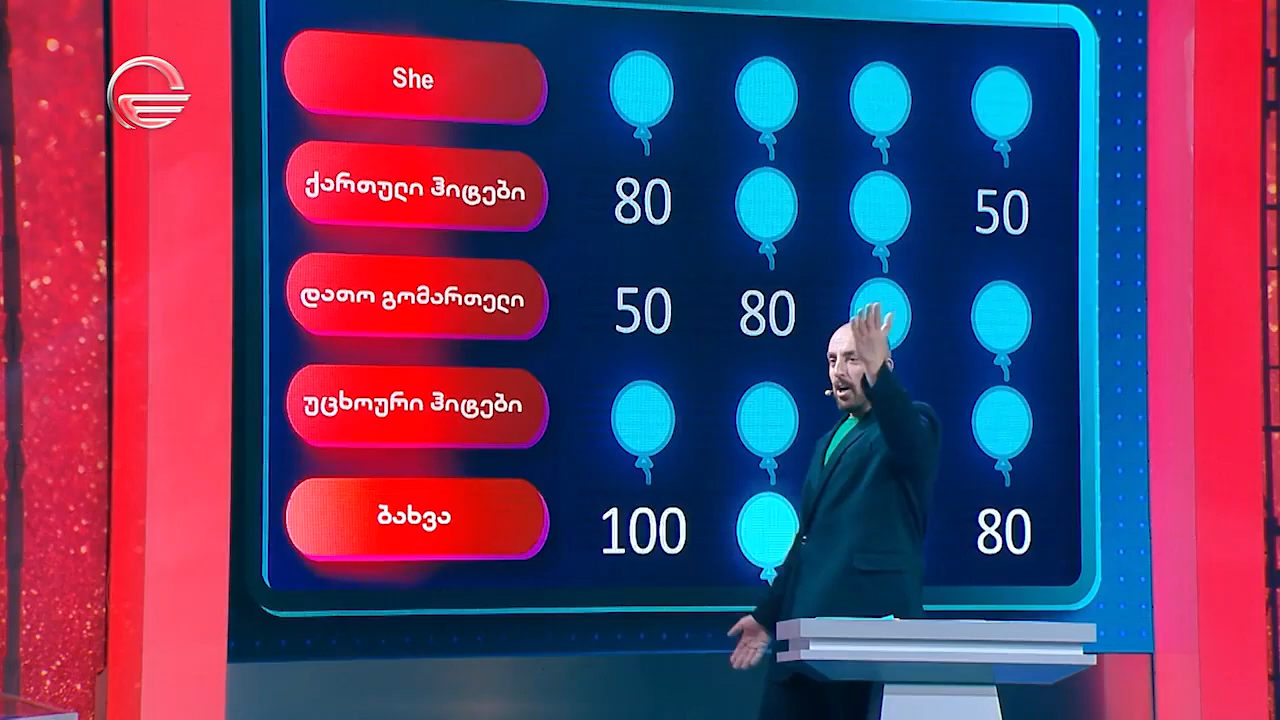 She
ქართული ჰიტები 80 50
დათო გომართელი 50 80
უცხოური ჰიტები
ბახვა 100 80